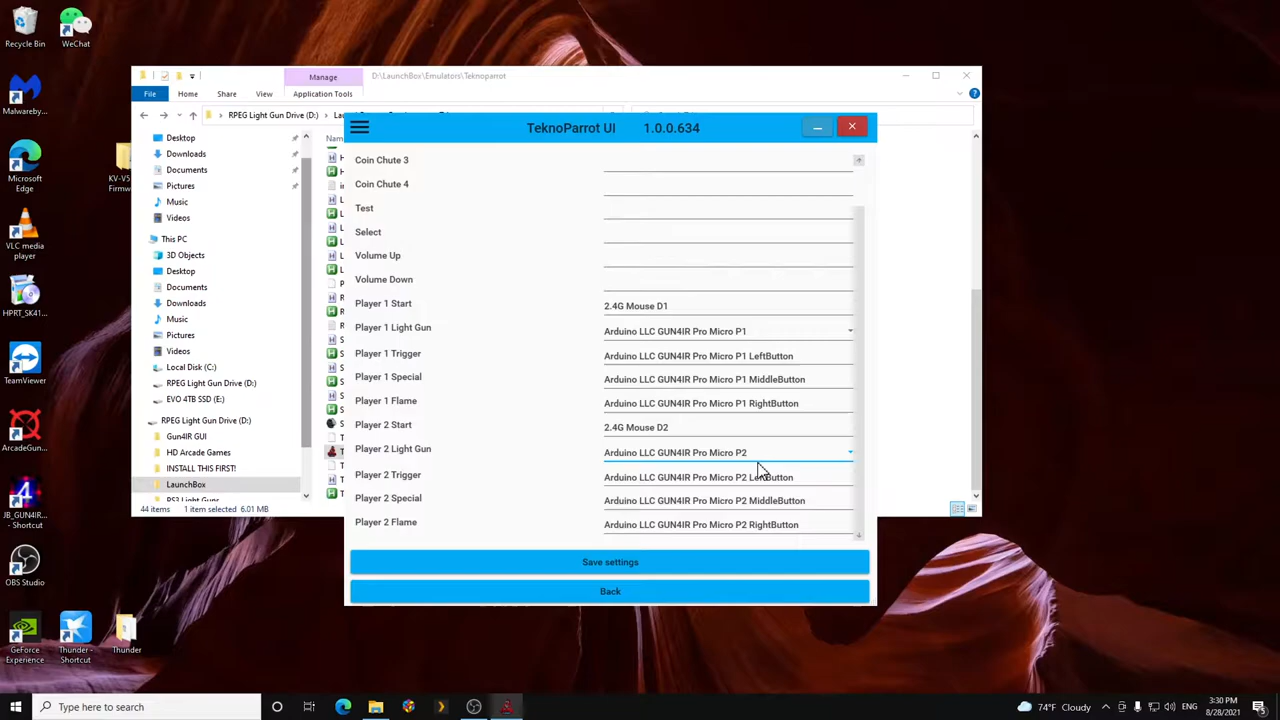 Recycle Bin
WeChat
Malwareby...
Microsoft
Edge
KV-V5
Firmw
VLC media
player
HPRT_SK41...
TeamViewer
ArcadeGun...
JB_GUN4IR...
- Shortcut
OBS Studio
GeForce
Experience
Thunder -
Shortcut
Thunder
Manage
D:\LaunchBox\Emulators\Teknoparrot
File
Home
Share
View
Application Tools
RPEG Light Gun Drive (D:)
Desktop
Downloads
Documents
Pictures
Music
Videos
This PC
3D Objects
Desktop
Documents
Downloads
Music
Pictures
Videos
Local Disk (C:)
RPEG Light Gun Drive (D:)
EVO 4TB SSD (E:)
RPEG Light Gun Drive (D:)
Gun4IR GUI
HD Arcade Games
INSTALL THIS FIRST!
LaunchBox
PS3 Light Guns
44 items
1 item selected 6.01 MB
TeknoParrot UI 1.0.0.634
Coin Chute 3
Coin Chute 4
Test
Select
Volume Up
Volume Down
Player 1 Start 2.4G Mouse D1
Player 1 Light Gun Arduino LLC GUN4IR Pro Micro P1
Player 1 Trigger Arduino LLC GUN4IR Pro Micro P1 LeftButton
Player 1 Special Arduino LLC GUN4IR Pro Micro P1 MiddleButton
Player 1 Flame Arduino LLC GUN4IR Pro Micro P1 RightButton
Player 2 Start 2.4G Mouse D2
Player 2 Light Gun Arduino LLC GUN4IR Pro Micro P2
Player 2 Trigger Arduino LLC GUN4IR Pro Micro P2 LeftButton
Player 2 Special Arduino LLC GUN4IR Pro Micro P2 MiddleButton
Player 2 Flame Arduino LLC GUN4IR Pro Micro P2 RightButton
Save settings
Back
Type here to search
74°F Cloudy
ENG
3:30 PM
8/28/2021